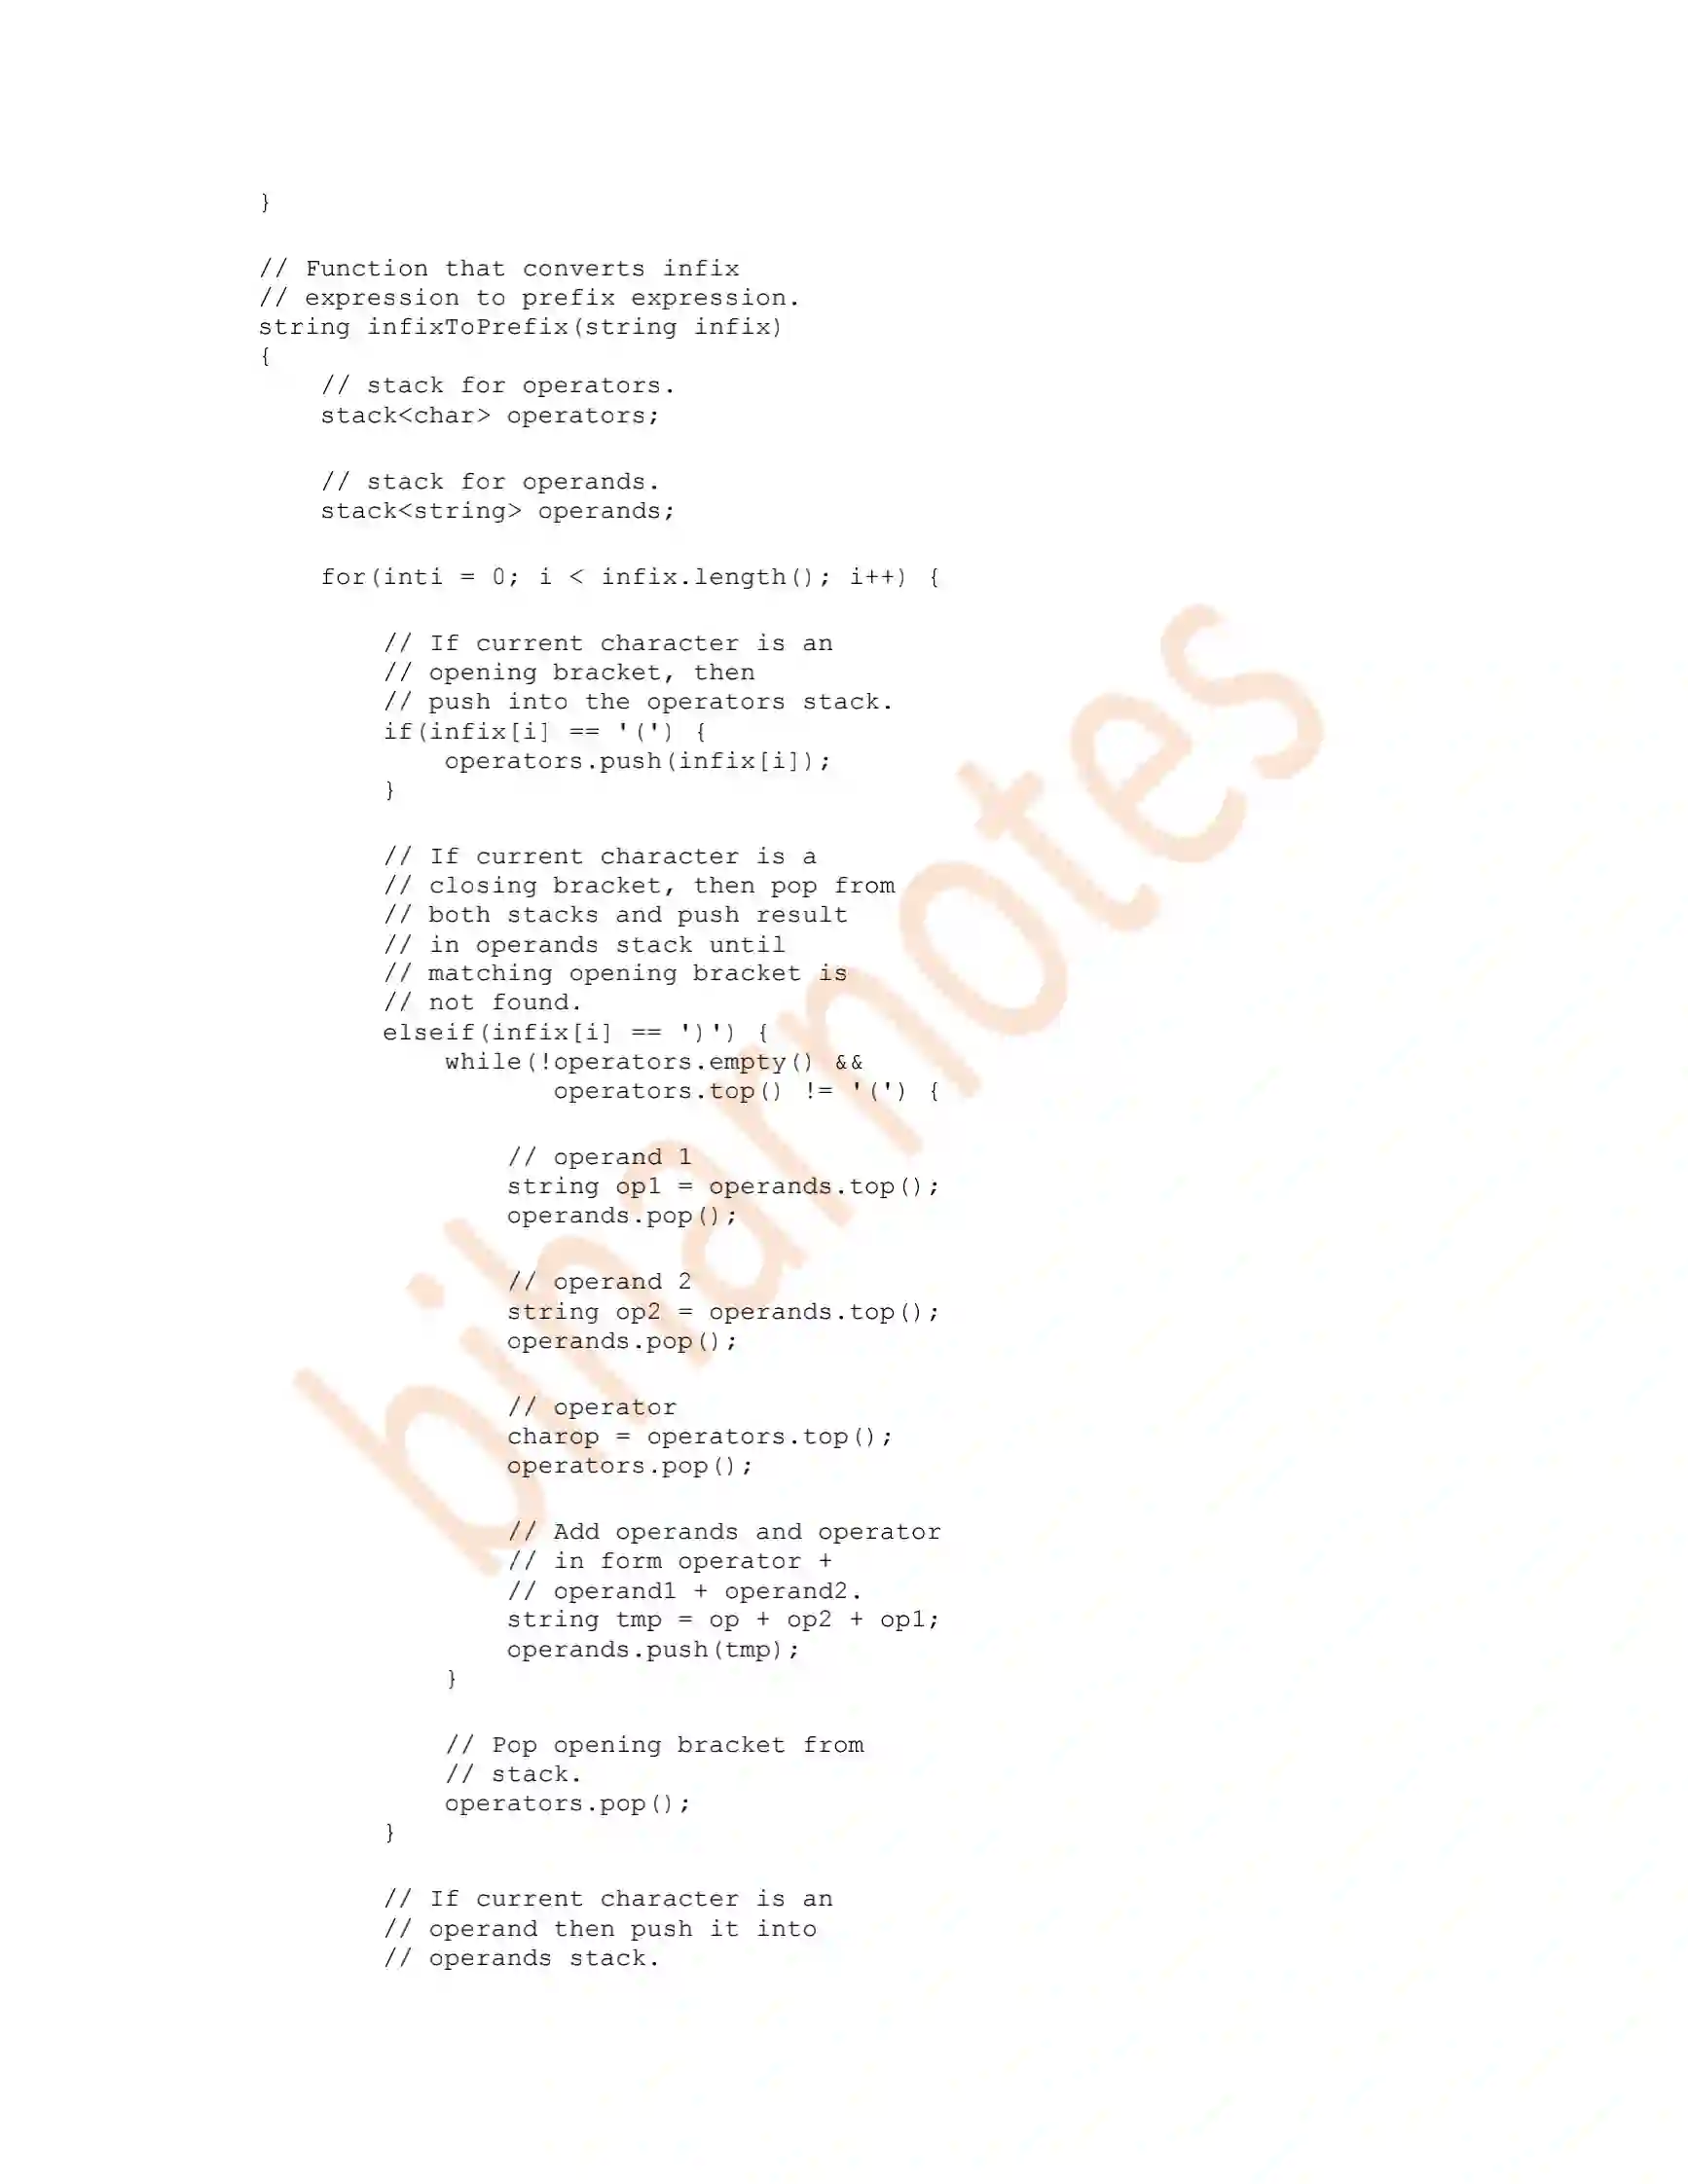 }
// Function that converts infix
// expression to prefix expression.
string infixToPrefix(string infix)
{
    // stack for operators.
    stack<char> operators;
    // stack for operands.
    stack<string> operands;
    for(inti = 0; i < infix.length(); i++) {
        // If current character is an
        // opening bracket, then
        // push into the operators stack.
        if(infix[i] == '(') {
            operators.push(infix[i]);
        }
        // If current character is a
        // closing bracket, then pop from
        // both stacks and push result
        // in operands stack until
        // matching opening bracket is
        // not found.
        elseif(infix[i] == ')') {
            while(!operators.empty() &&
                   operators.top() != '(') {
                // operand 1
                string op1 = operands.top();
                operands.pop();
                // operand 2
                string op2 = operands.top();
                operands.pop();
                // operator
                charop = operators.top();
                operators.pop();
                // Add operands and operator
                // in form operator +
                // operand1 + operand2.
                string tmp = op + op2 + op1;
                operands.push(tmp);
            }
            // Pop opening bracket from
            // stack.
            operators.pop();
        }
        // If current character is an
        // operand then push it into
        // operands stack.
biharnotes